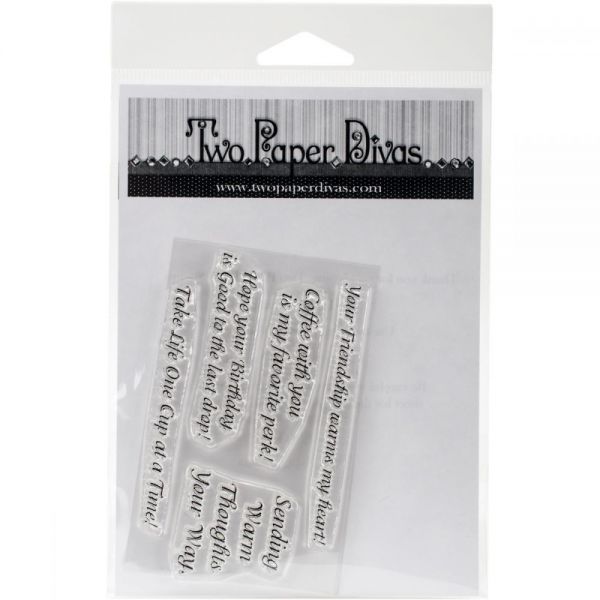 Two Paper Divas
www.twopaperdivas.com
Your Friendship warms my heart!
Coffee with you
is my favorite perk!
Hope your Birthday
is Good to the last drop!
Take Life One Cup at a Time!
Sending
Warm
Thoughts
Your Way.